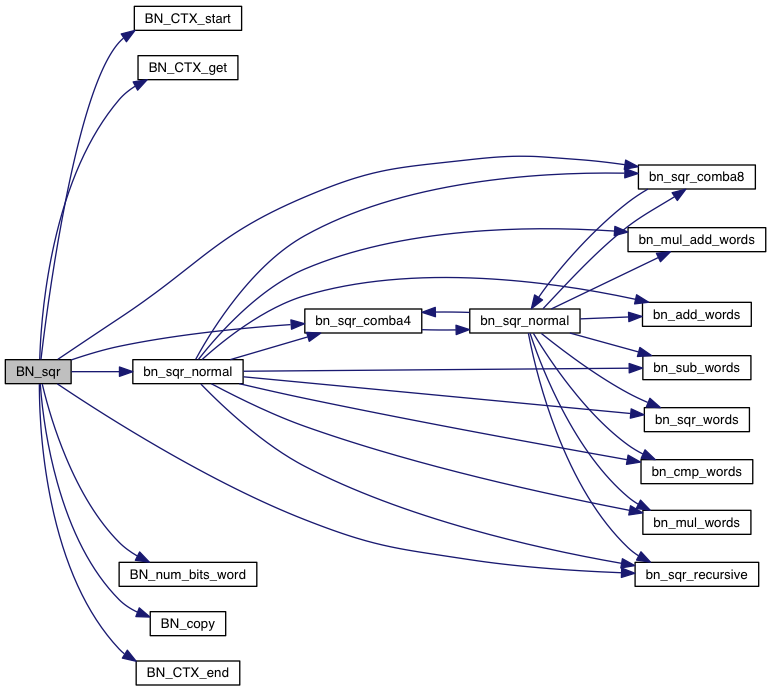 BN_CTX_start
BN_CTX_get
bn_sqr_comba8
bn_mul_add_words
bn_add_words
bn_sqr_comba4
bn_sqr_normal
bn_sub_words
BN_sqr
bn_sqr_normal
bn_sqr_words
bn_cmp_words
bn_mul_words
BN_num_bits_word
bn_sqr_recursive
BN_copy
BN_CTX_end